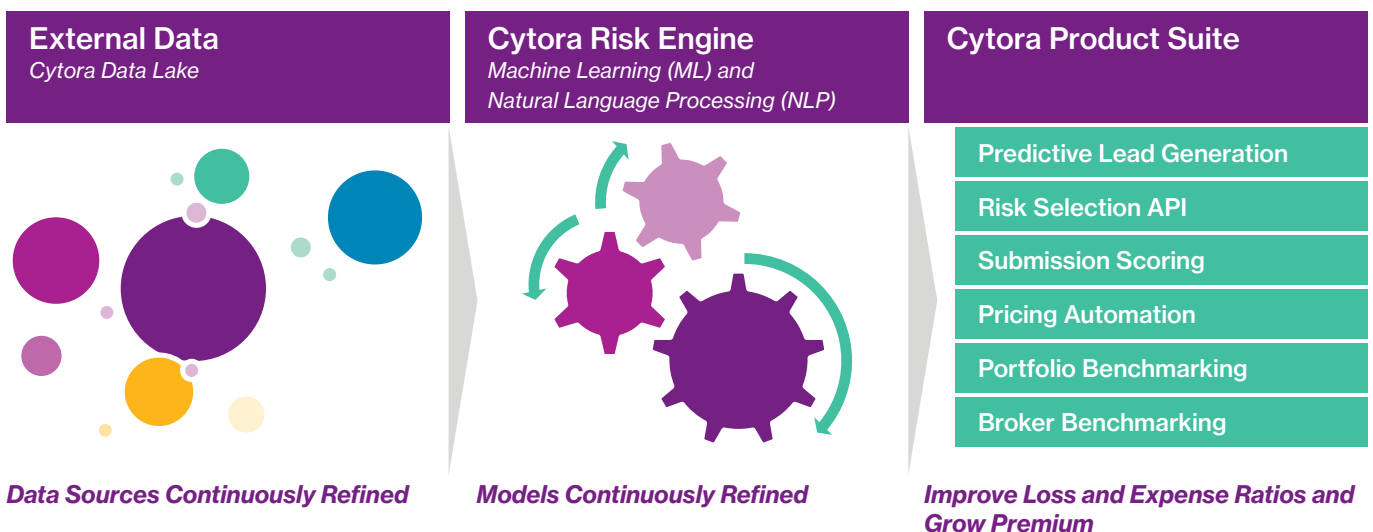 External Data
Cytora Data Lake
Cytora Risk Engine
Machine Learning (ML) and
Natural Language Processing (NLP)
Cytora Product Suite
Predictive Lead Generation
Risk Selection API
Submission Scoring
Pricing Automation
Portfolio Benchmarking
Broker Benchmarking
Data Sources Continuously Refined
Models Continuously Refined
Improve Loss and Expense Ratios and
Grow Premium